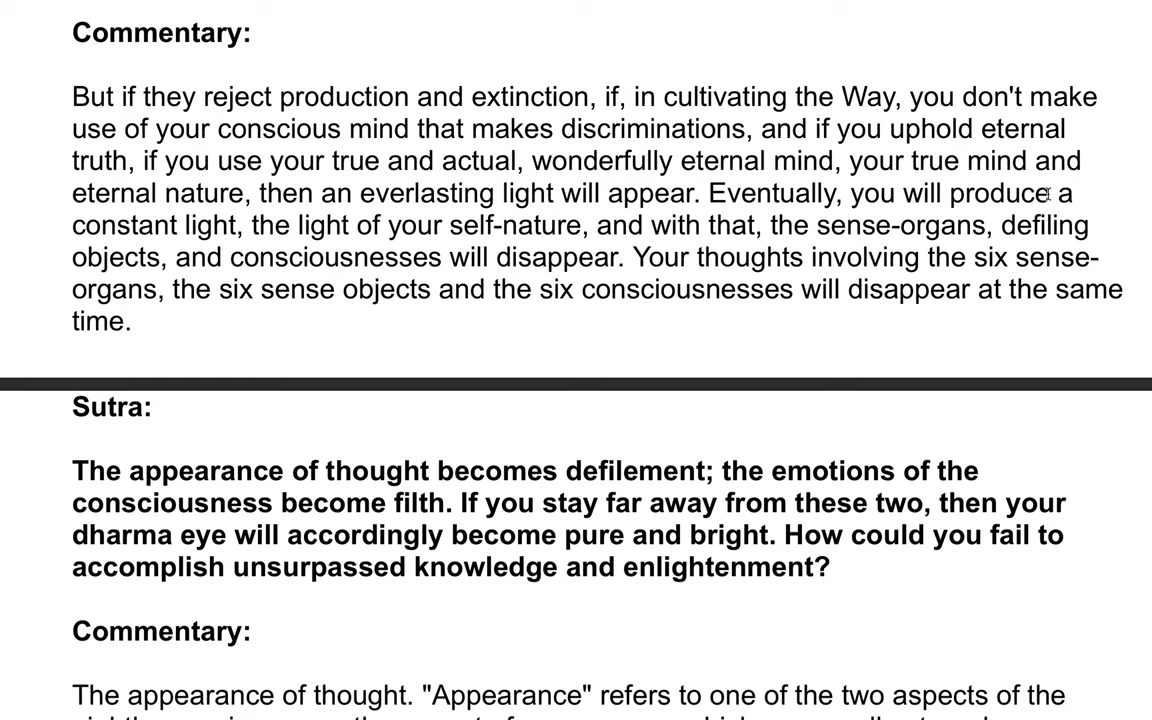 Commentary:
But if they reject production and extinction, if, in cultivating the Way, you don't make
use of your conscious mind that makes discriminations, and if you uphold eternal
truth, if you use your true and actual, wonderfully eternal mind, your true mind and
eternal nature, then an everlasting light will appear. Eventually, you will produce a
constant light, the light of your self-nature, and with that, the sense-organs, defiling
objects, and consciousnesses will disappear. Your thoughts involving the six sense-
organs, the six sense objects and the six consciousnesses will disappear at the same
time.
Sutra:
The appearance of thought becomes defilement; the emotions of the
consciousness become filth. If you stay far away from these two, then your
dharma eye will accordingly become pure and bright. How could you fail to
accomplish unsurpassed knowledge and enlightenment?
Commentary:
The appearance of thought. "Appearance" refers to one of the two aspects of the